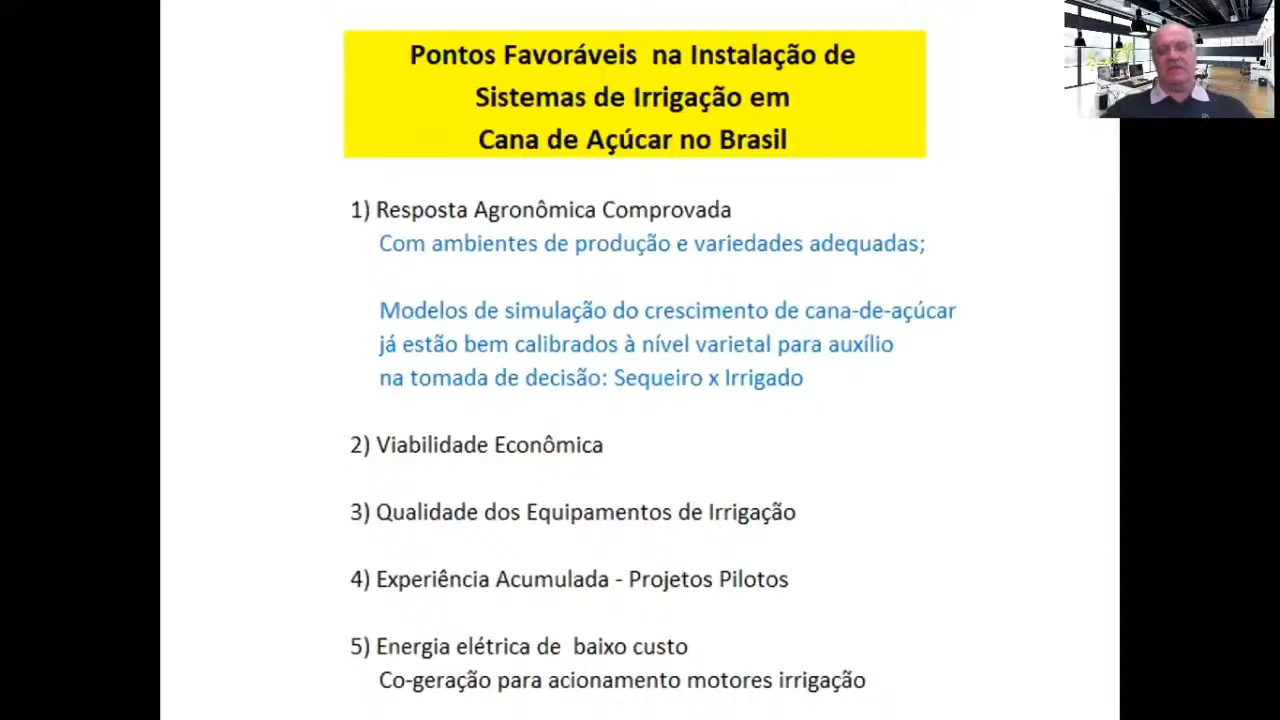 Pontos Favoráveis na Instalação de
Sistemas de Irrigação em
Cana de Açúcar no Brasil
1) Resposta Agronômica Comprovada
Com ambientes de produção e variedades adequadas;
Modelos de simulação do crescimento de cana-de-açúcar
já estão bem calibrados à nível varietal para auxílio
na tomada de decisão: Sequeiro x Irrigado
2) Viabilidade Econômica
3) Qualidade dos Equipamentos de Irrigação
4) Experiência Acumulada - Projetos Pilotos
5) Energia elétrica de baixo custo
Co-geração para acionamento motores irrigação